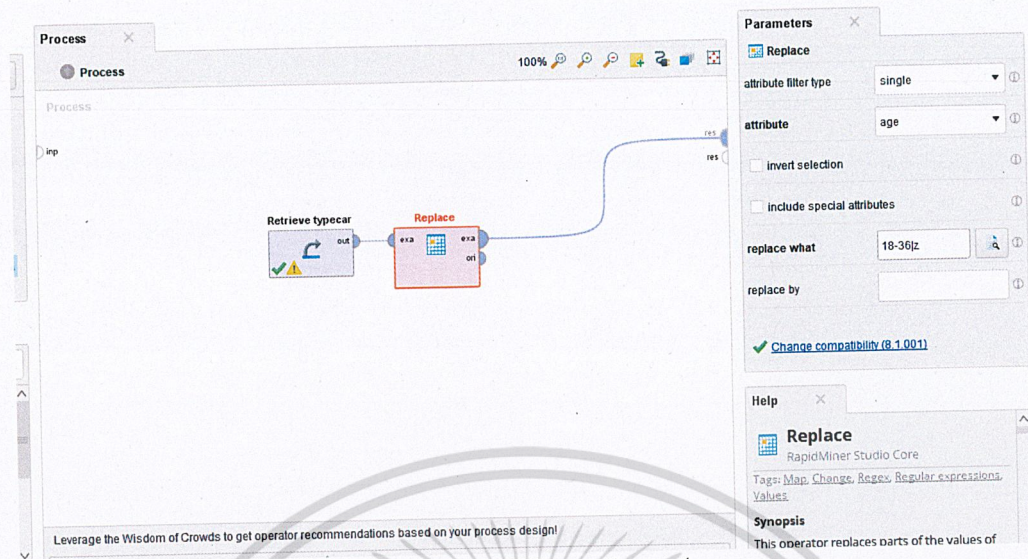 Process
Process
100%
Process
inp
res
res
Retrieve typecar
out
Replace
exa
exa
ori
Leverage the Wisdom of Crowds to get operator recommendations based on your process design!
Parameters
Replace
attribute filter type
single
attribute
age
invert selection
include special attributes
replace what
18-36|z
replace by
Change compatibility (8.1.001)
Help
Replace
RapidMiner Studio Core
Tags: Map, Change, Regex, Regular expressions,
Values
Synopsis
This operator replaces parts of the values of